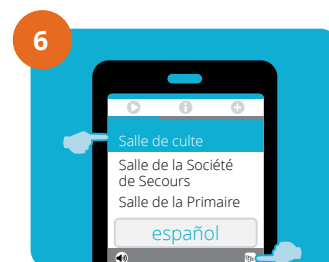 6
Salle de culte
Salle de la Société
de Secours
Salle de la Primaire
español